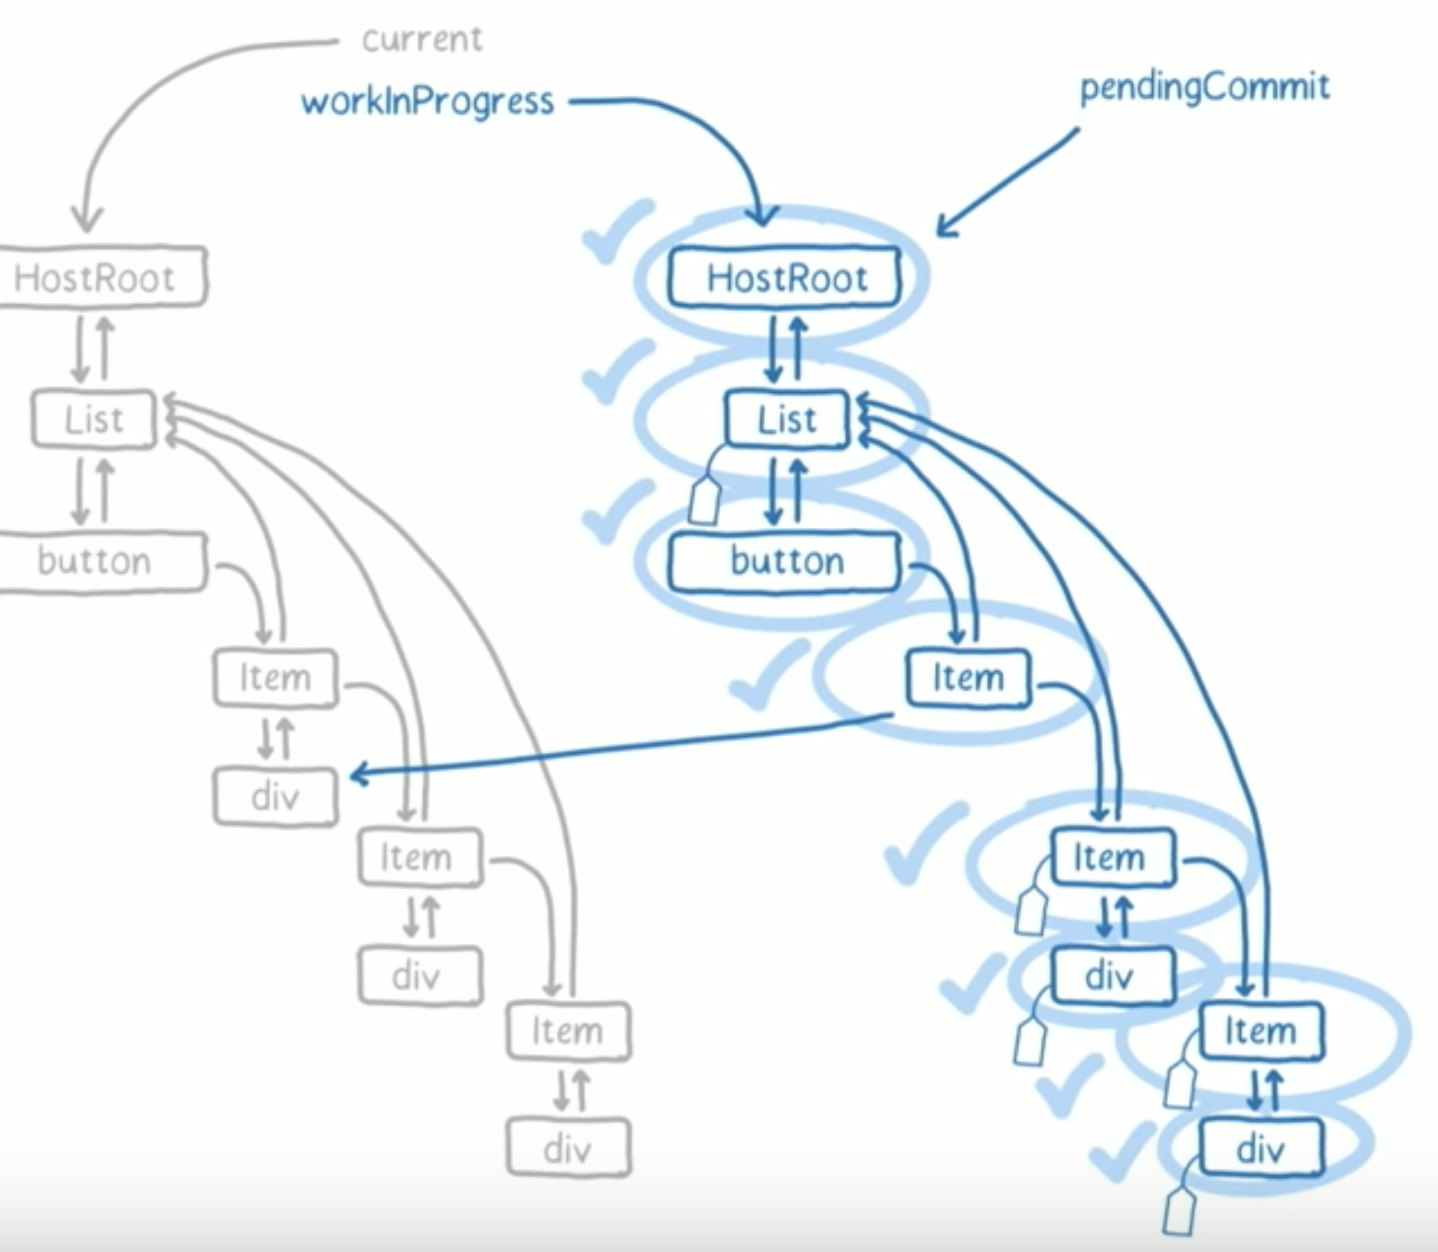 current
workInProgress
pendingCommit
HostRoot
HostRoot
List
List
button
button
Item
Item
div
Item
Item
div
div
Item
Item
div
div